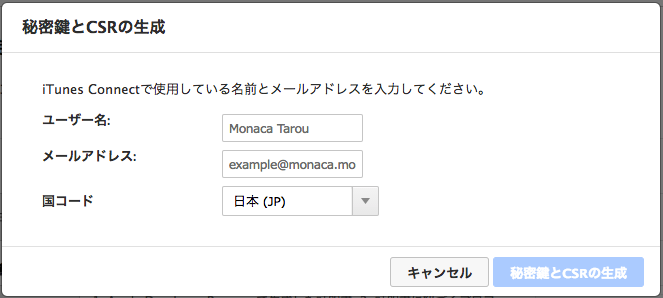 秘密鍵とCSRの生成
iTunes Connectで使用している名前とメールアドレスを入力してください。
ユーザー名:
Monaca Tarou
メールアドレス:
example@monaca.mo
国コード
日本 (JP)
キャンセル
秘密鍵とCSRの生成